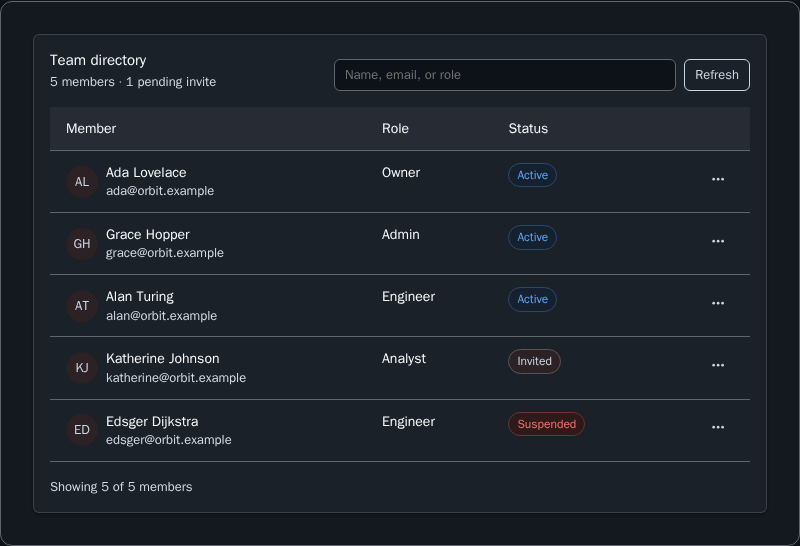 Team directory
5 members · 1 pending invite
Name, email, or role
Refresh
Member Role Status
AL Ada Lovelace Owner Active
ada@orbit.example
GH Grace Hopper Admin Active
grace@orbit.example
AT Alan Turing Engineer Active
alan@orbit.example
KJ Katherine Johnson Analyst Invited
katherine@orbit.example
ED Edsger Dijkstra Engineer Suspended
edsger@orbit.example
Showing 5 of 5 members